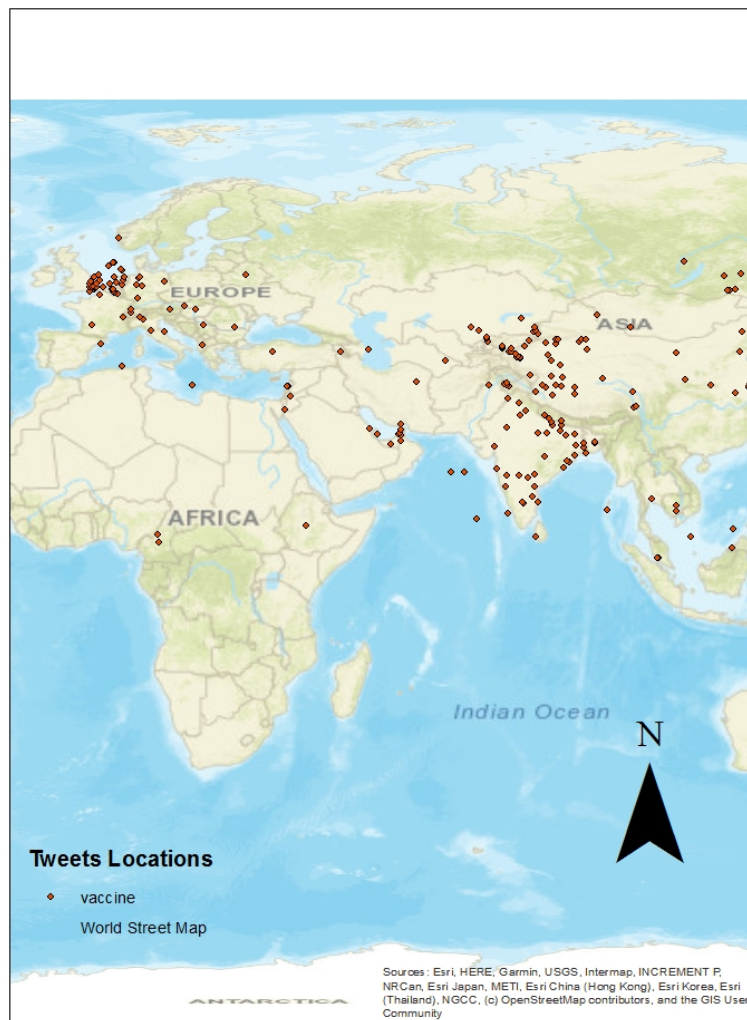 EUROPE
ASIA
AFRICA
Indian Ocean
N
Tweets Locations
vaccine
World Street Map
Sources: Esri, HERE, Garmin, USGS, Intermap, INCREMENT P,
NRCan, Esri Japan, METI, Esri China (Hong Kong), Esri Korea, Esri
(Thailand), NGCC, (c) OpenStreetMap contributors, and the GIS User
Community
ANTARCTICA